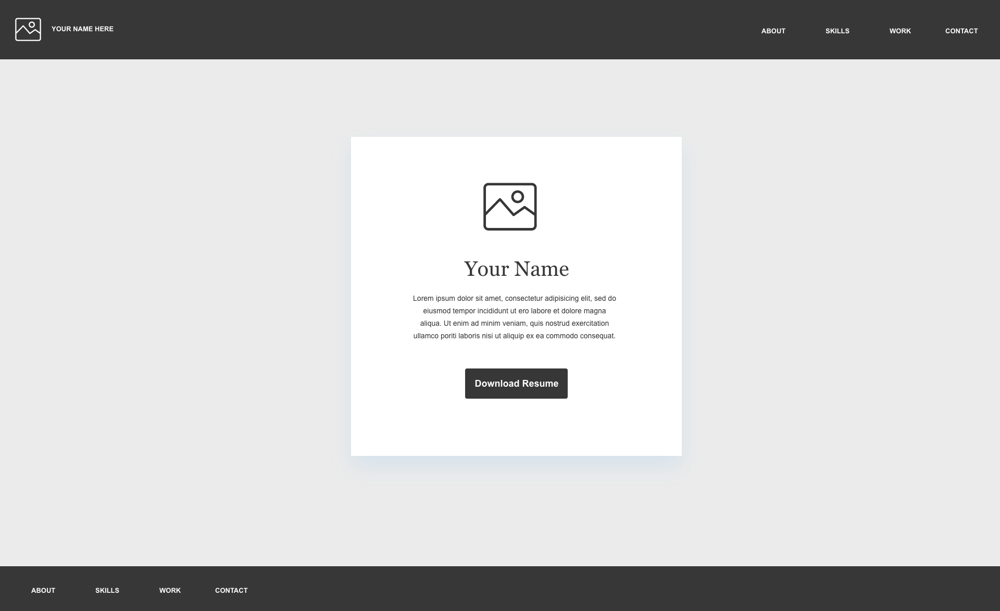 YOUR NAME HERE
ABOUT SKILLS WORK CONTACT
Your Name
Lorem ipsum dolor sit amet, consectetur adipisicing elit, sed do
eiusmod tempor incididunt ut ero labore et dolore magna
aliqua. Ut enim ad minim veniam, quis nostrud exercitation
ullamco poriti laboris nisi ut aliquip ex ea commodo consequat.
Download Resume
ABOUT SKILLS WORK CONTACT